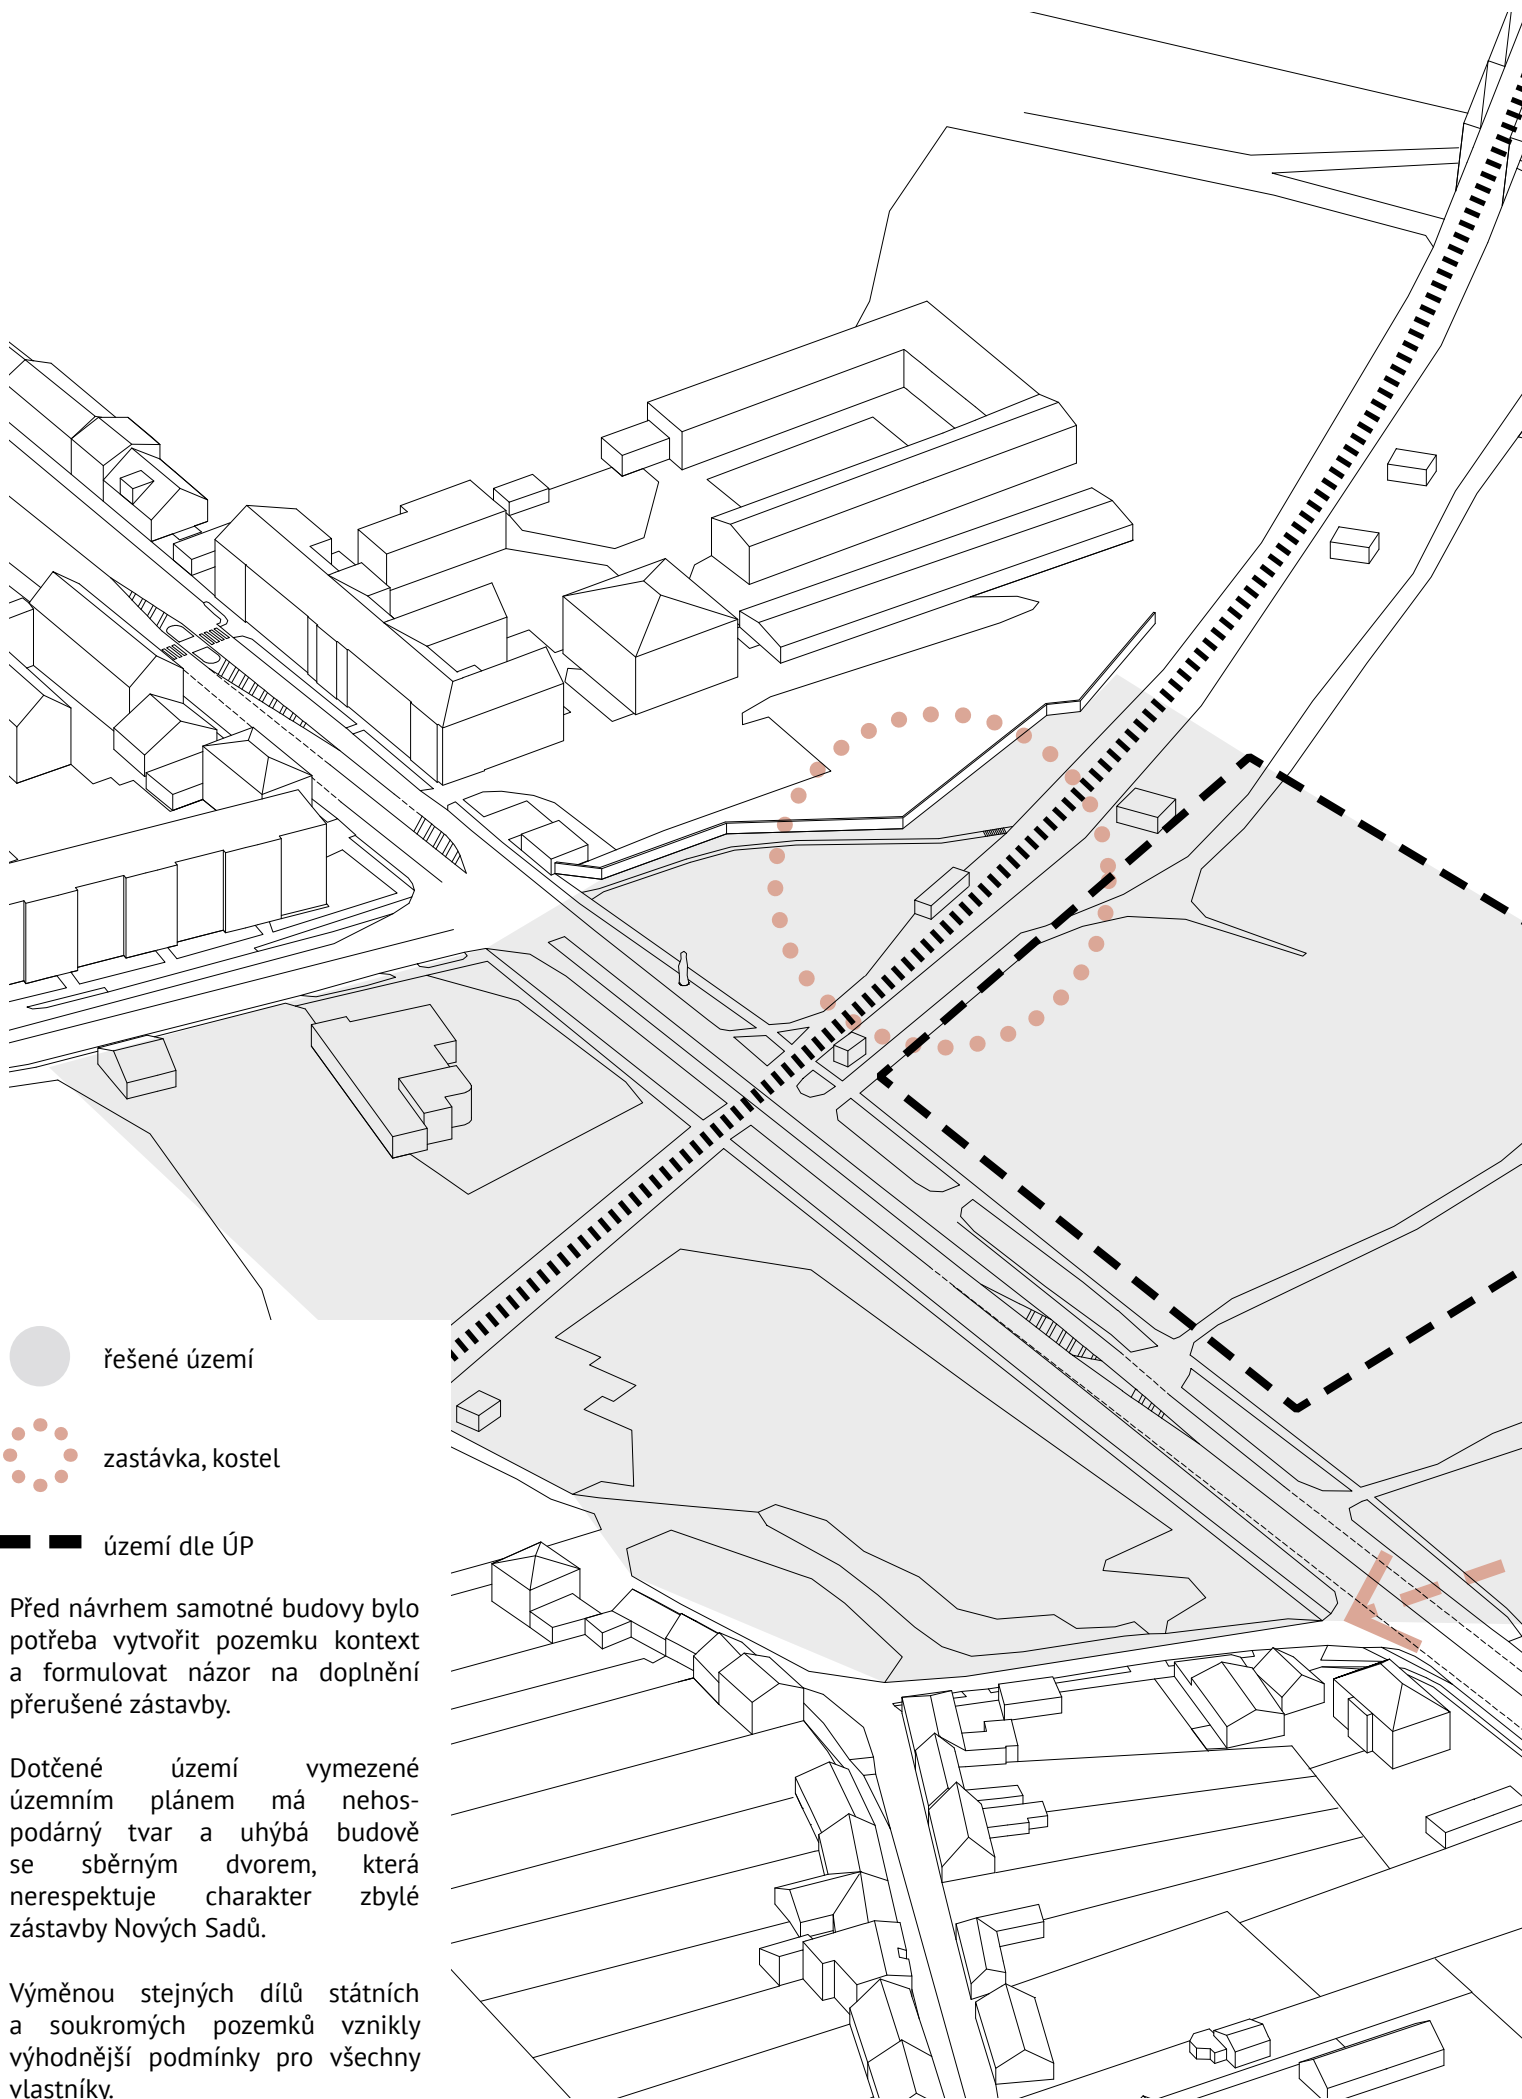 řešené území
zastávka, kostel
území dle ÚP
Před návrhem samotné budovy bylo
potřeba vytvořit pozemku kontext
a formulovat názor na doplnění
přerušené zástavby.
Dotčené území vymezené
územním plánem má nehos-
podárný tvar a uhýbá budově
se sběrným dvorem, která
nerespektuje charakter zbylé
zástavby Nových Sadů.
Výměnou stejných dílů státních
a soukromých pozemků vznikly
výhodnější podmínky pro všechny
vlastníky.